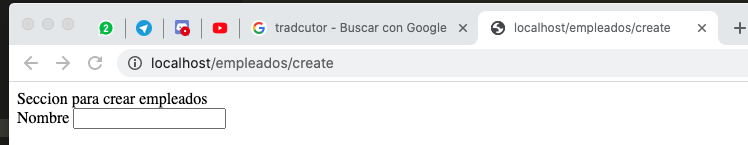 2
tradcutor - Buscar con Google
localhost/empleados/create
localhost/empleados/create
Seccion para crear empleados
Nombre